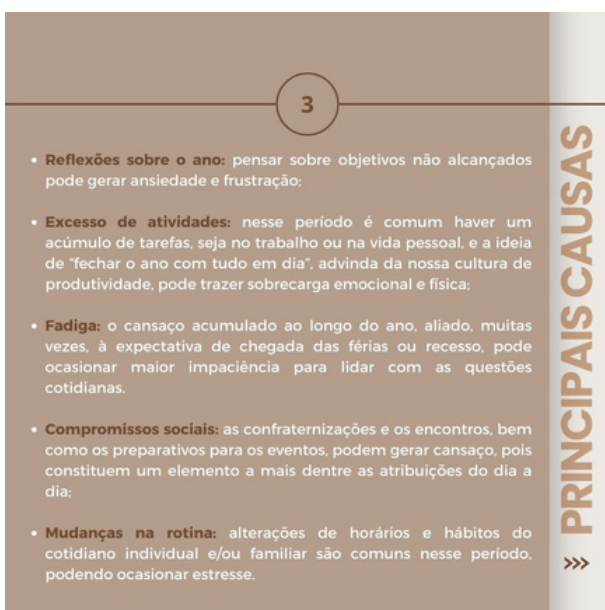 3
• Reflexões sobre o ano: pensar sobre objetivos não alcançados
pode gerar ansiedade e frustração;
• Excesso de atividades: nesse período é comum haver um
acúmulo de tarefas, seja no trabalho ou na vida pessoal, e a ideia
de "fechar o ano com tudo em dia", advinda da nossa cultura de
produtividade, pode trazer sobrecarga emocional e física;
• Fadiga: o cansaço acumulado ao longo do ano, aliado, muitas
vezes, à expectativa de chegada das férias ou recesso, pode
ocasionar maior impaciência para lidar com as questões
cotidianas.
• Compromissos sociais: as confraternizações e os encontros, bem
como os preparativos para os eventos, podem gerar cansaço, pois
constituem um elemento a mais dentre as atribuições do dia a
dia;
• Mudanças na rotina: alterações de horários e hábitos do
cotidiano individual e/ou familiar são comuns nesse período,
podendo ocasionar estresse.
>>> PRINCIPAIS CAUSAS